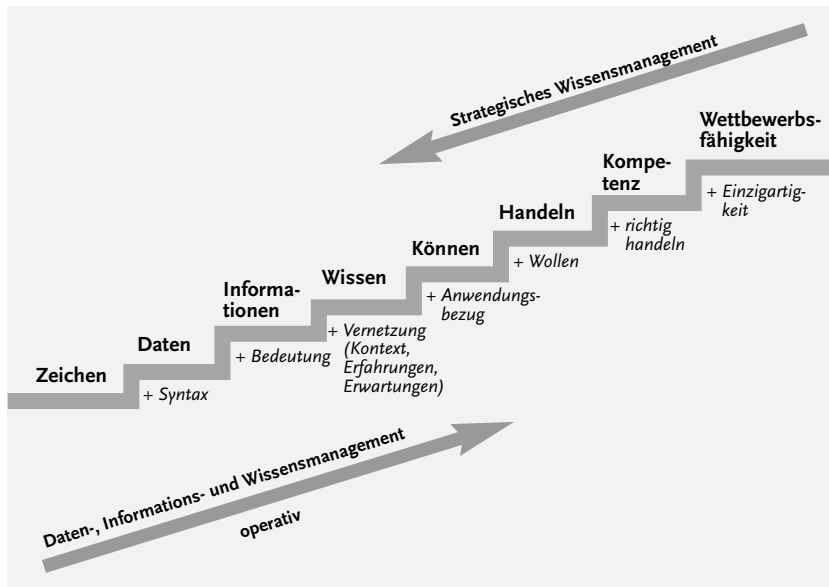 Strategisches Wissensmanagement
Wettbewerbs-
fähigkeit
+ Einzigartig-
keit
Kompe-
tenz
+ richtig
handeln
Handeln
+ Wollen
Können
+ Anwendungs-
bezug
Wissen
+ Vernetzung
(Kontext,
Erfahrungen,
Erwartungen)
Informa-
tionen
+ Bedeutung
Daten
+ Syntax
Zeichen
Daten-, Informations- und Wissensmanagement
operativ